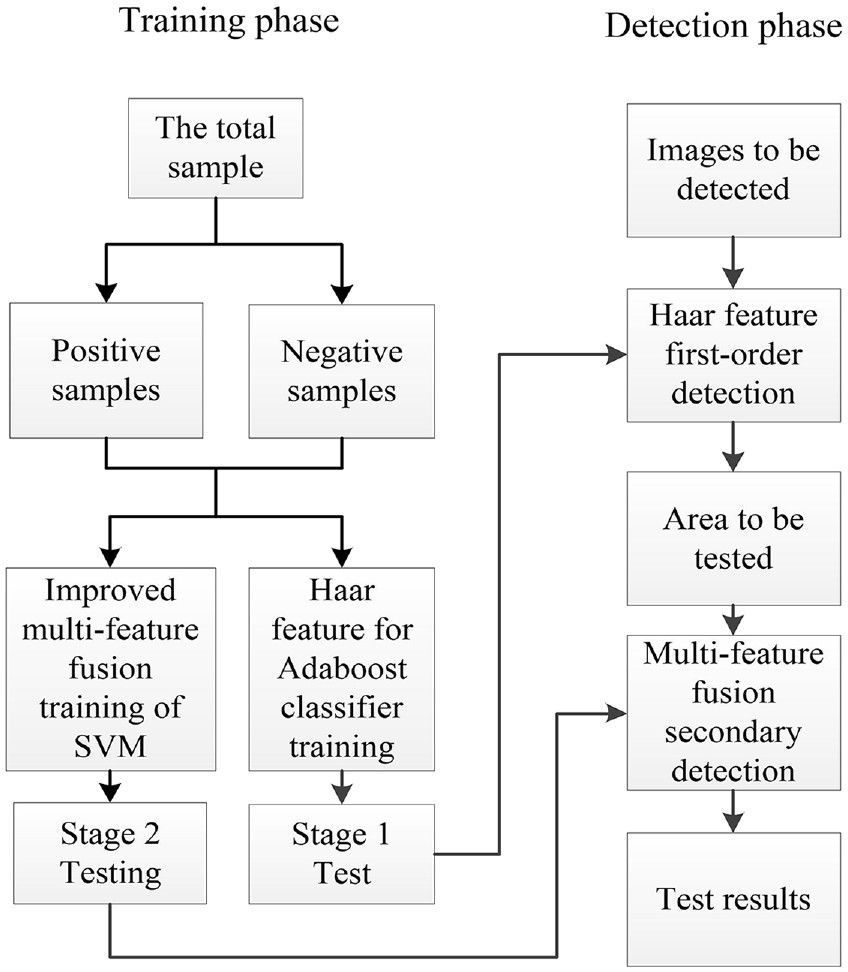 Training phase
The total
sample
Positive
samples
Negative
samples
Improved
multi-feature
fusion
training of
SVM
Haar
feature for
Adaboost
classifier
training
Stage 2
Testing
Stage 1
Test
Detection phase
Images to be
detected
Haar feature
first-order
detection
Area to be
tested
Multi-feature
fusion
secondary
detection
Test results